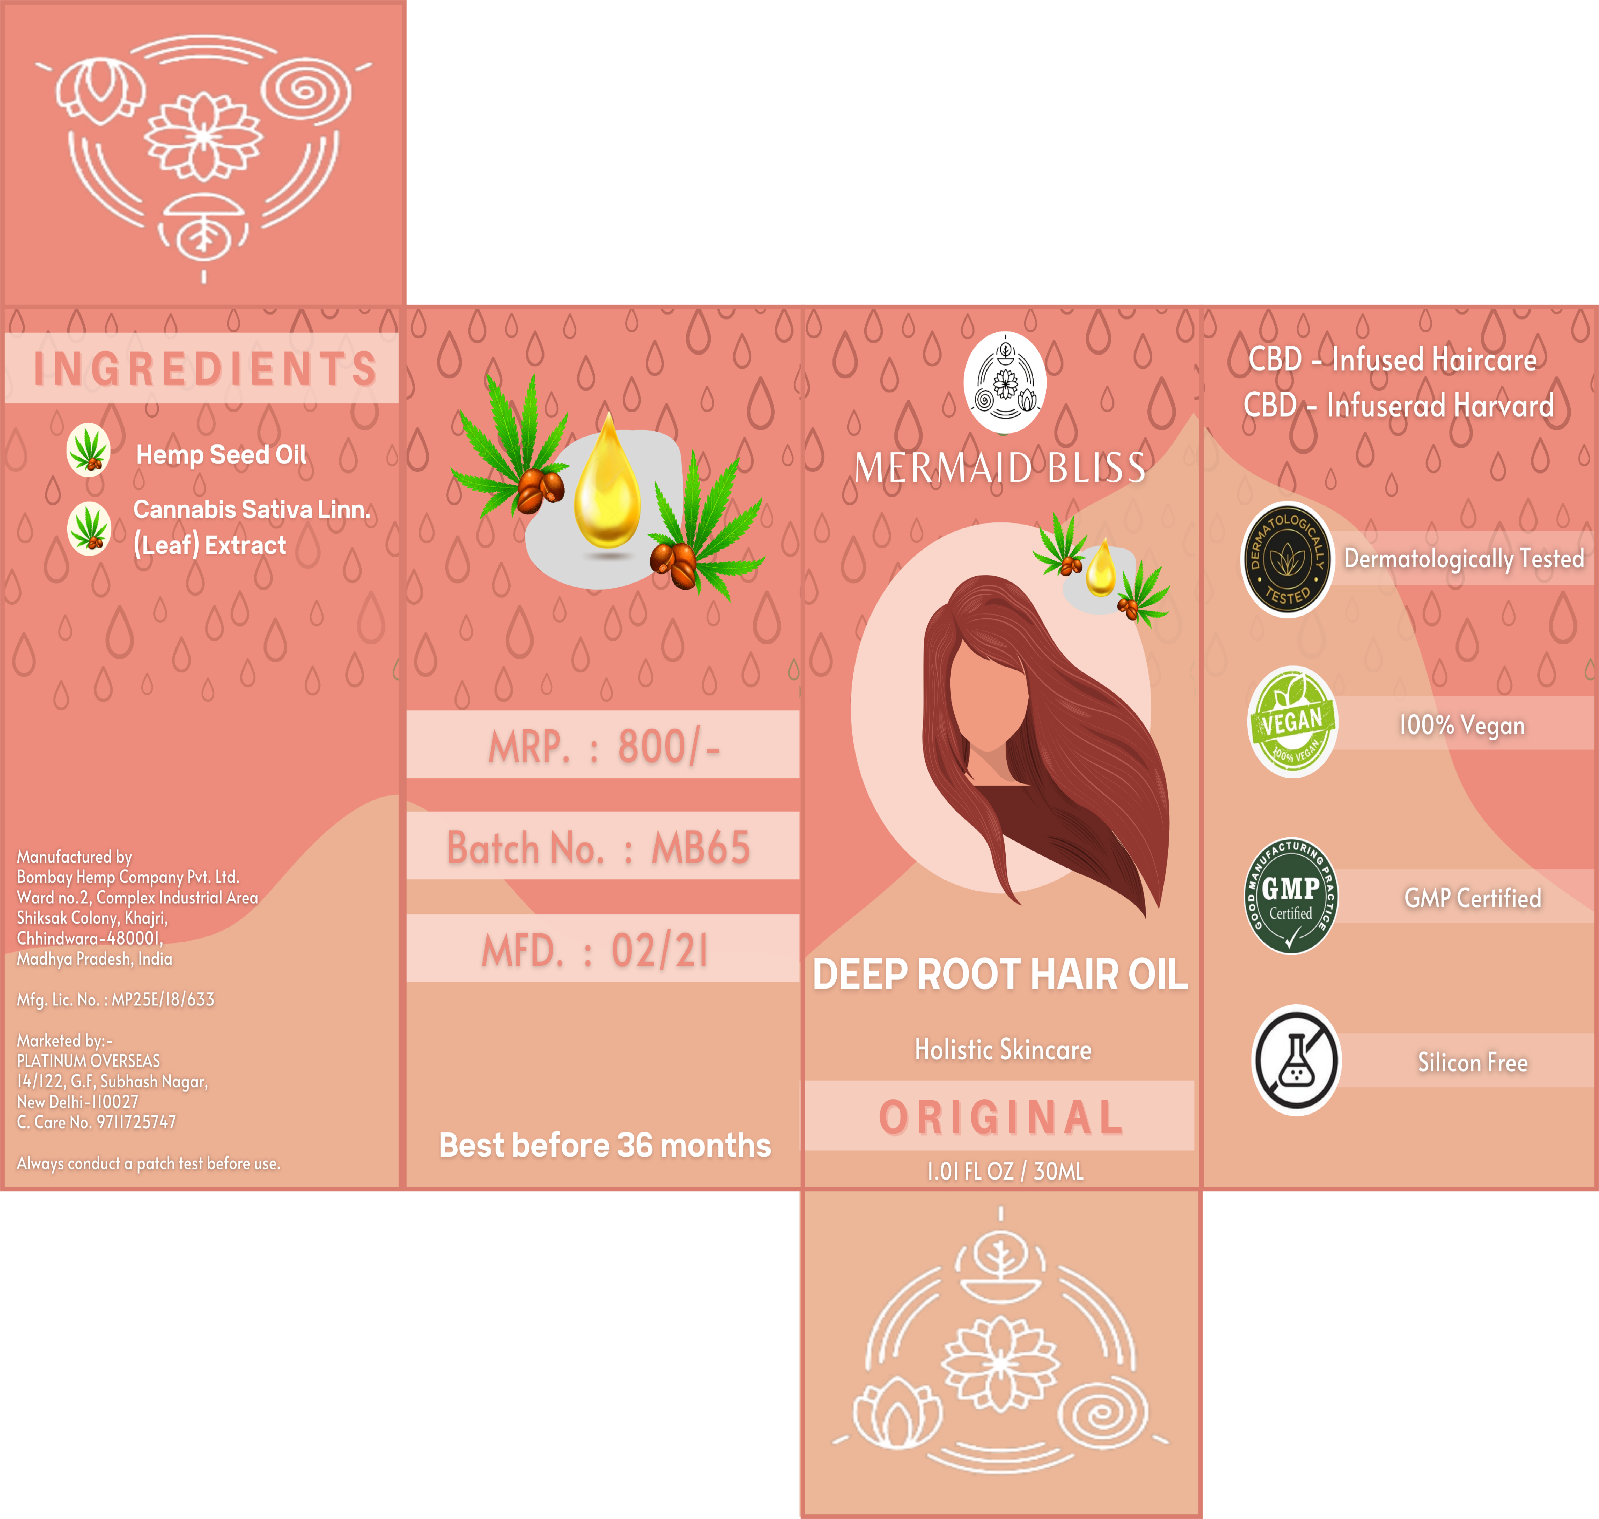 INGREDIENTS
Hemp Seed Oil
Cannabis Sativa Linn.
(Leaf) Extract
Manufactured by
Bombay Hemp Company Pvt. Ltd.
Ward no.2, Complex Industrial Area
Shiksak Colony, Khajri,
Chhindwara-480001,
Madhya Pradesh, India
Mfg. Lic. No. : MP25E/18/633
Marketed by:-
PLATINUM OVERSEAS
14/122, G.F, Subhash Nagar,
New Delhi-110027
C. Care No. 9711725747
Always conduct a patch test before use.
MRP. : 800/-
Batch No. : MB65
MFD. : 02/21
Best before 36 months
MERMAID BLISS
DEEP ROOT HAIR OIL
Holistic Skincare
ORIGINAL
1.01 FL OZ / 30ML
CBD - Infused Haircare
CBD - Infuserad Harvard
DERMATOLOGICALLY
TESTED
Dermatologically Tested
VEGAN
100% VEGAN
100% Vegan
GOOD MANUFACTURING PRACTICE
GMP
Certified
GMP Certified
Silicon Free